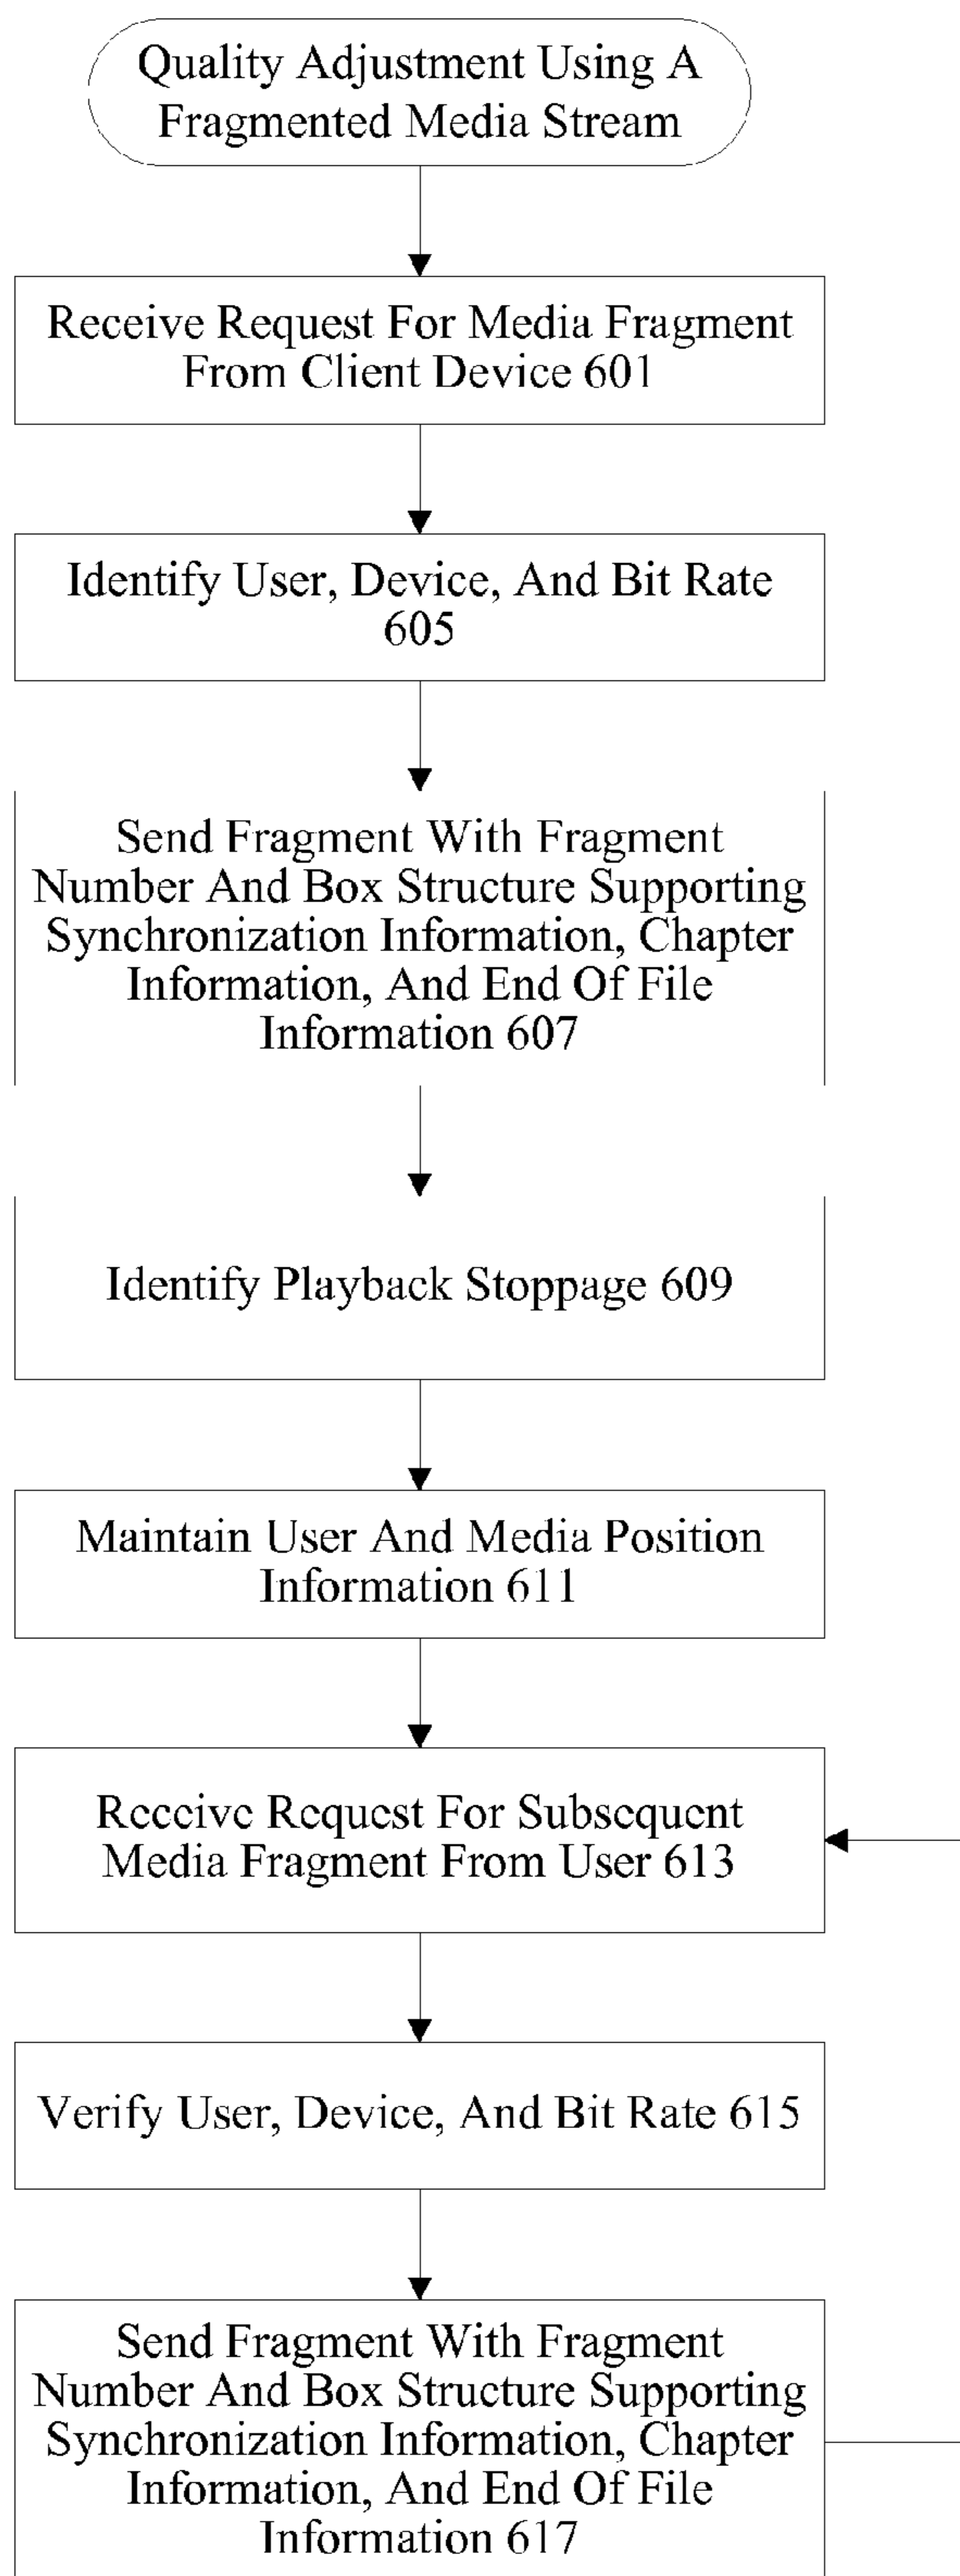 Quality Adjustment Using A
Fragmented Media Stream
Receive Request For Media Fragment
From Client Device 601
Identify User, Device, And Bit Rate
605
Send Fragment With Fragment
Number And Box Structure Supporting
Synchronization Information, Chapter
Information, And End Of File
Information 607
Identify Playback Stoppage 609
Maintain User And Media Position
Information 611
Receive Request For Subsequent
Media Fragment From User 613
Verify User, Device, And Bit Rate 615
Send Fragment With Fragment
Number And Box Structure Supporting
Synchronization Information, Chapter
Information, And End Of File
Information 617